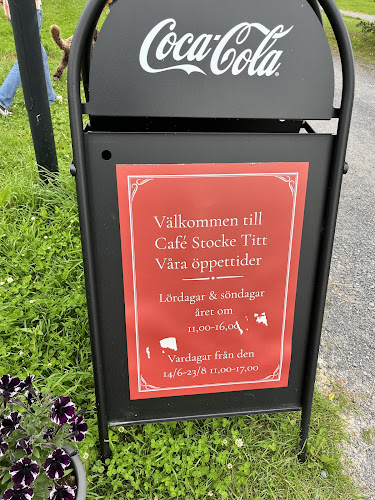 Coca-Cola
Välkommen till
Café Stocke Titt
Våra öppettider
Lördagar & söndagar
året om
11,00-16,00
Vardagar från den
14/6-23/8 11,00-17,00